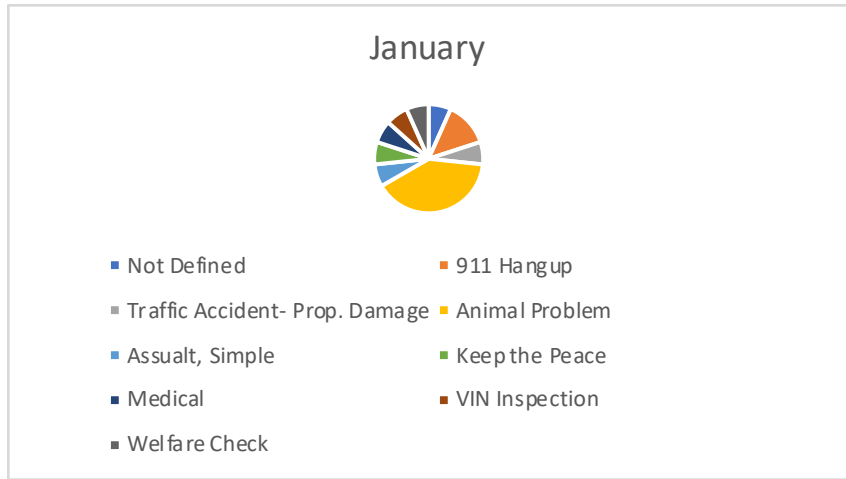 January
Not Defined
911 Hangup
Traffic Accident- Prop. Damage
Animal Problem
Assualt, Simple
Keep the Peace
Medical
VIN Inspection
Welfare Check